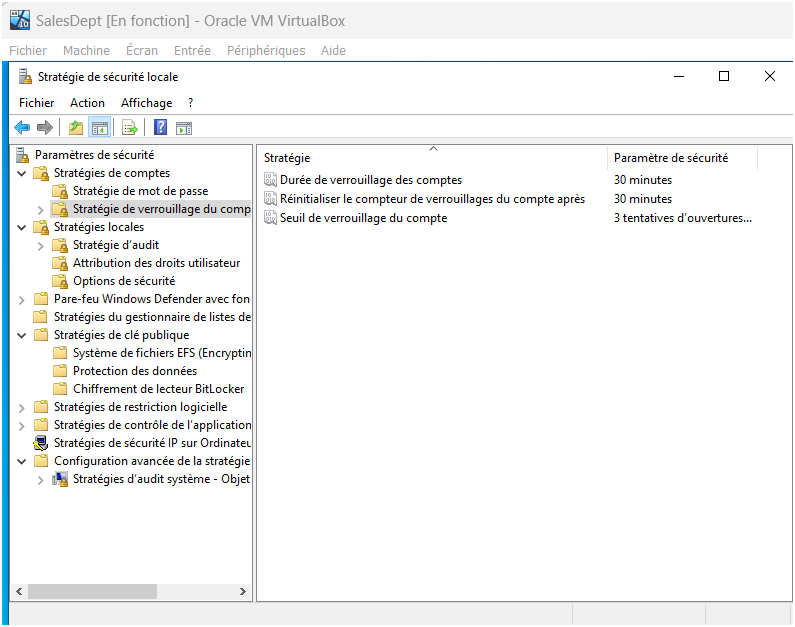 SalesDept [En fonction] - Oracle VM VirtualBox
Fichier Machine Écran Entrée Périphériques Aide
Stratégie de sécurité locale
Fichier Action Affichage ?
Paramètres de sécurité
Stratégies de comptes
Stratégie de mot de passe
Stratégie de verrouillage du comp
Stratégies locales
Stratégie d'audit
Attribution des droits utilisateur
Options de sécurité
Pare-feu Windows Defender avec fon
Stratégies du gestionnaire de listes de
Stratégies de clé publique
Système de fichiers EFS (Encryptin
Protection des données
Chiffrement de lecteur BitLocker
Stratégies de restriction logicielle
Stratégies de contrôle de l'application
Stratégies de sécurité IP sur Ordinateu
Configuration avancée de la stratégie
Stratégies d'audit système - Objet
Stratégie Paramètre de sécurité
Durée de verrouillage des comptes 30 minutes
Réinitialiser le compteur de verrouillages du compte après 30 minutes
Seuil de verrouillage du compte 3 tentatives d'ouvertures...